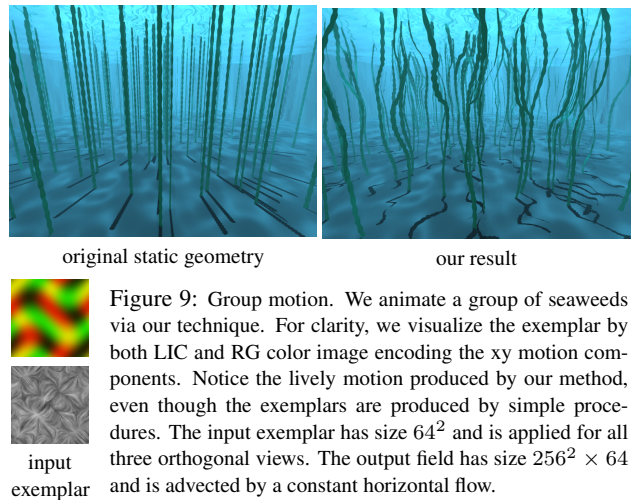 original static geometry
our result
Figure 9: Group motion. We animate a group of seaweeds
via our technique. For clarity, we visualize the exemplar by
both LIC and RG color image encoding the xy motion com-
ponents. Notice the lively motion produced by our method,
even though the exemplars are produced by simple proce-
dures. The input exemplar has size 64² and is applied for all
three orthogonal views. The output field has size 256² × 64
and is advected by a constant horizontal flow.
input
exemplar